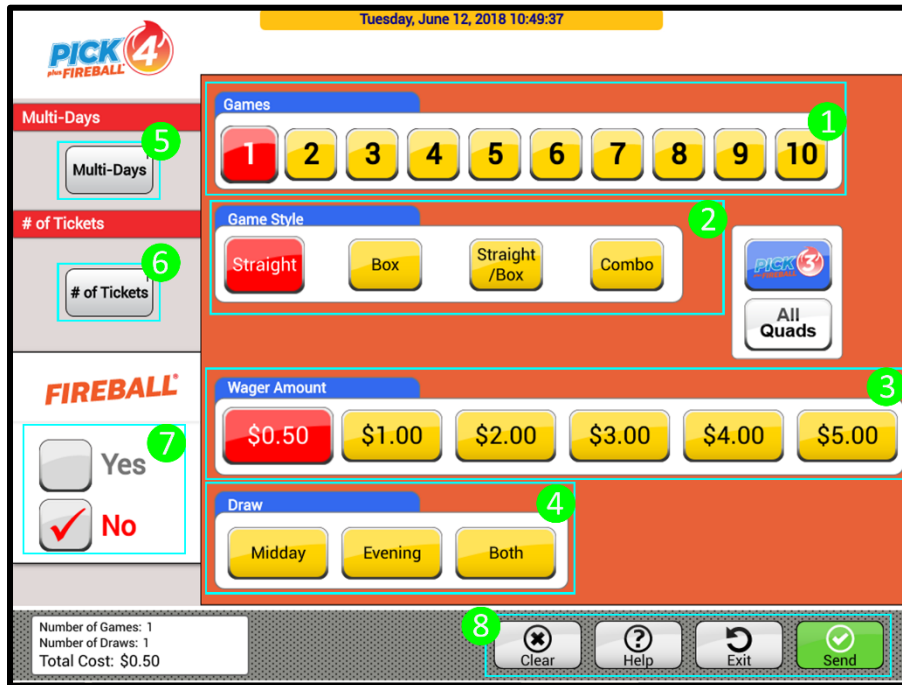 Tuesday, June 12, 2018 10:49:37
PICK 4
plus FIREBALL
Multi-Days
5
Multi-Days
# of Tickets
6
# of Tickets
FIREBALL
7
Yes
No
Games
1
1 2 3 4 5 6 7 8 9 10
Game Style
2
Straight Box Straight Combo
/Box
PICK 3
plus FIREBALL
All
Quads
Wager Amount
3
$0.50 $1.00 $2.00 $3.00 $4.00 $5.00
Draw
4
Midday Evening Both
Number of Games: 1
Number of Draws: 1
Total Cost: $0.50
8
Clear Help Exit Send